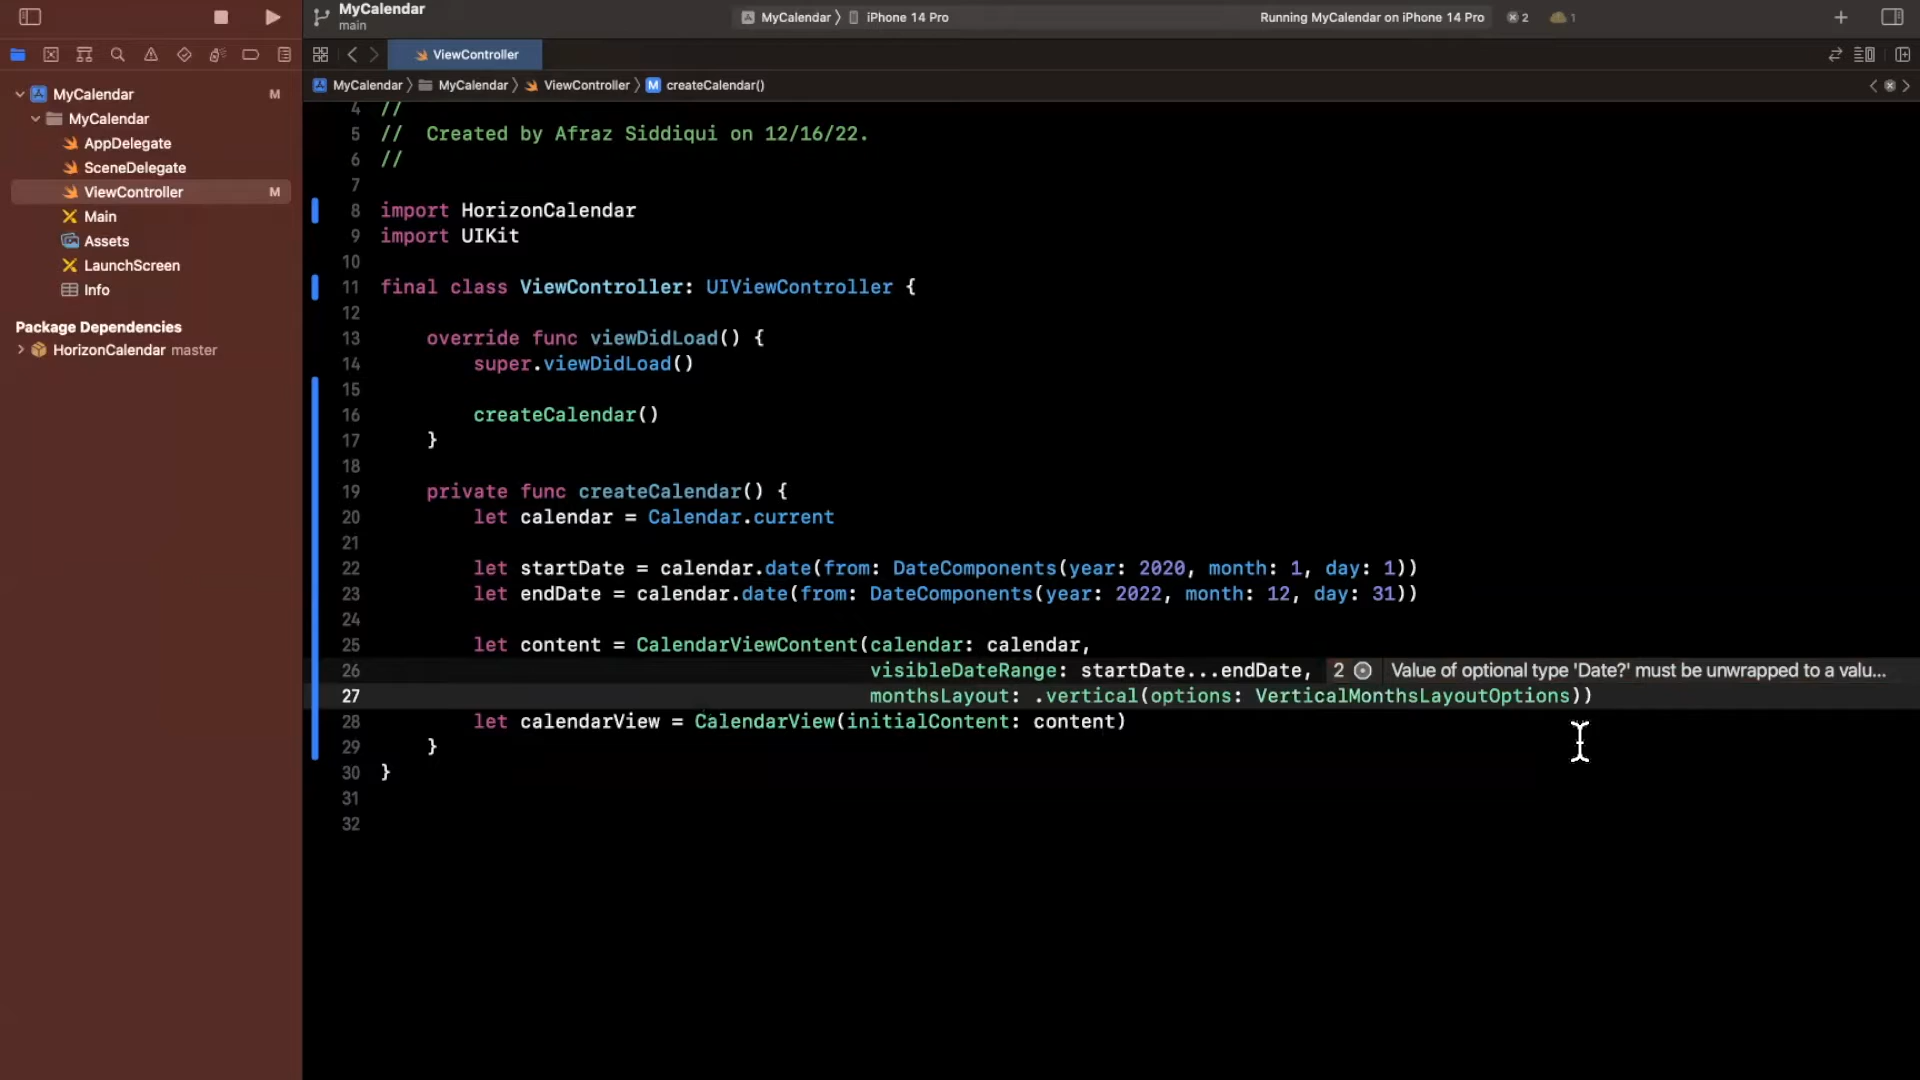 MyCalendar
main
MyCalendar 〉 iPhone 14 Pro
Running MyCalendar on iPhone 14 Pro
2
1
ViewController
MyCalendar 〉 MyCalendar 〉 ViewController 〉 M createCalendar()
MyCalendar M
MyCalendar
AppDelegate
SceneDelegate
ViewController M
Main
Assets
LaunchScreen
Info
Package Dependencies
HorizonCalendar master
4 //
5 //  Created by Afraz Siddiqui on 12/16/22.
6 //
7
8 import HorizonCalendar
9 import UIKit
10
11 final class ViewController: UIViewController {
12
13     override func viewDidLoad() {
14         super.viewDidLoad()
15
16         createCalendar()
17     }
18
19     private func createCalendar() {
20         let calendar = Calendar.current
21
22         let startDate = calendar.date(from: DateComponents(year: 2020, month: 1, day: 1))
23         let endDate = calendar.date(from: DateComponents(year: 2022, month: 12, day: 31))
24
25         let content = CalendarViewContent(calendar: calendar,
26                                           visibleDateRange: startDate...endDate, 2 Value of optional type 'Date?' must be unwrapped to a valu...
27                                           monthsLayout: .vertical(options: VerticalMonthsLayoutOptions))
28         let calendarView = CalendarView(initialContent: content)
29     }
30 }
31
32